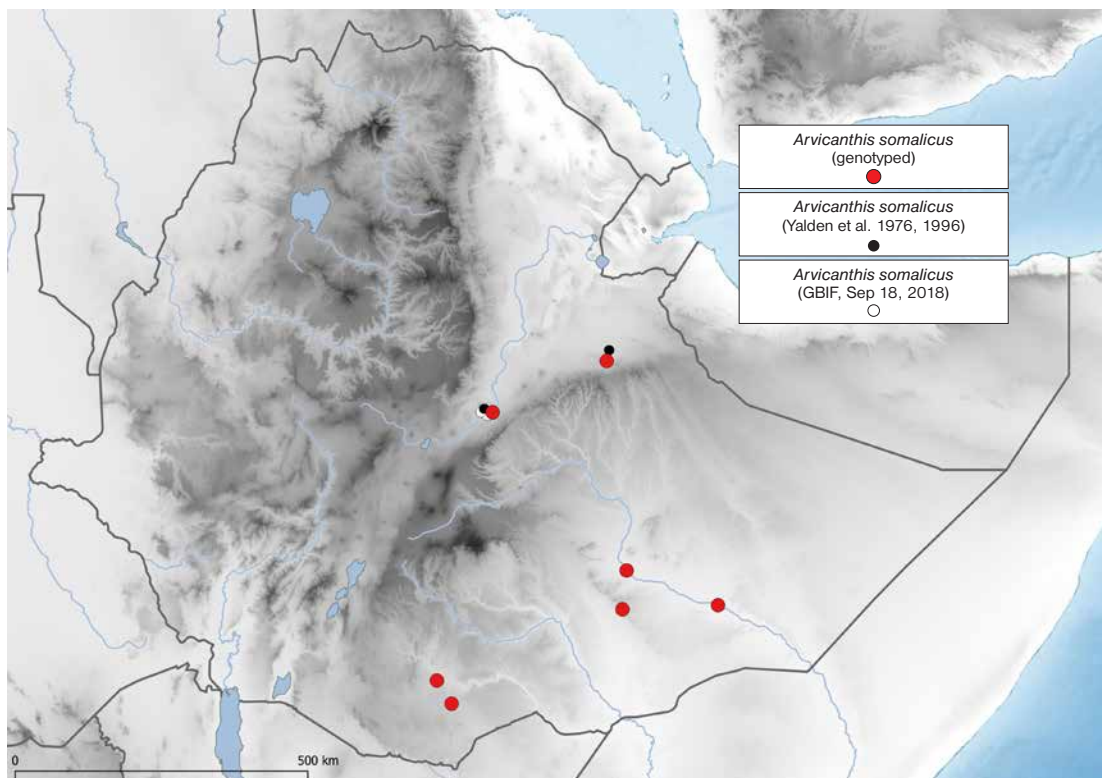 Arvicanthis somalicus
(genotyped)
Arvicanthis somalicus
(Yalden et al. 1976, 1996)
Arvicanthis somalicus
(GBIF, Sep 18, 2018)
0 500 km